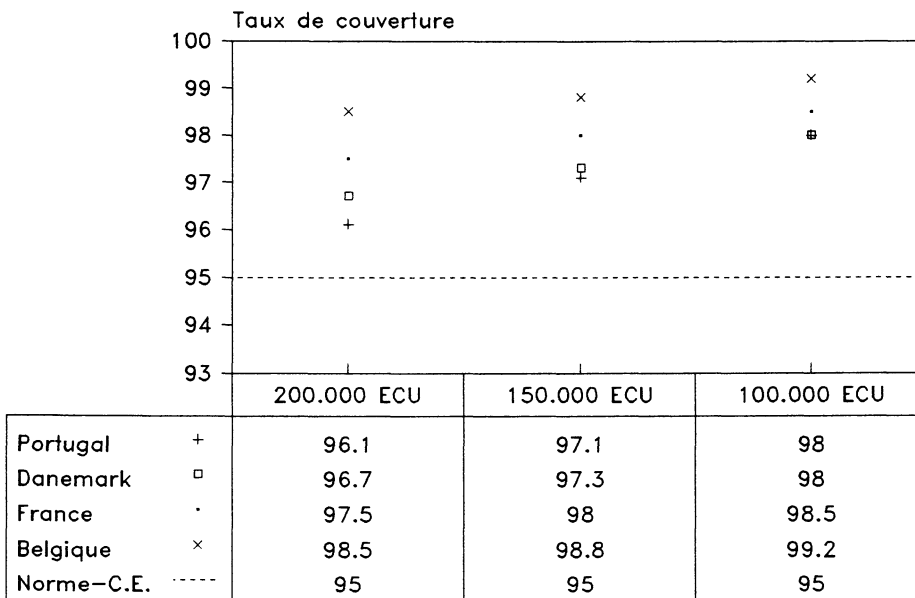 Taux de couverture
100
99
98
97
96
95
94
93
200.000 ECU 150.000 ECU 100.000 ECU
Portugal + 96.1 97.1 98
Danemark □ 96.7 97.3 98
France · 97.5 98 98.5
Belgique × 98.5 98.8 99.2
Norme-C.E. ----- 95 95 95